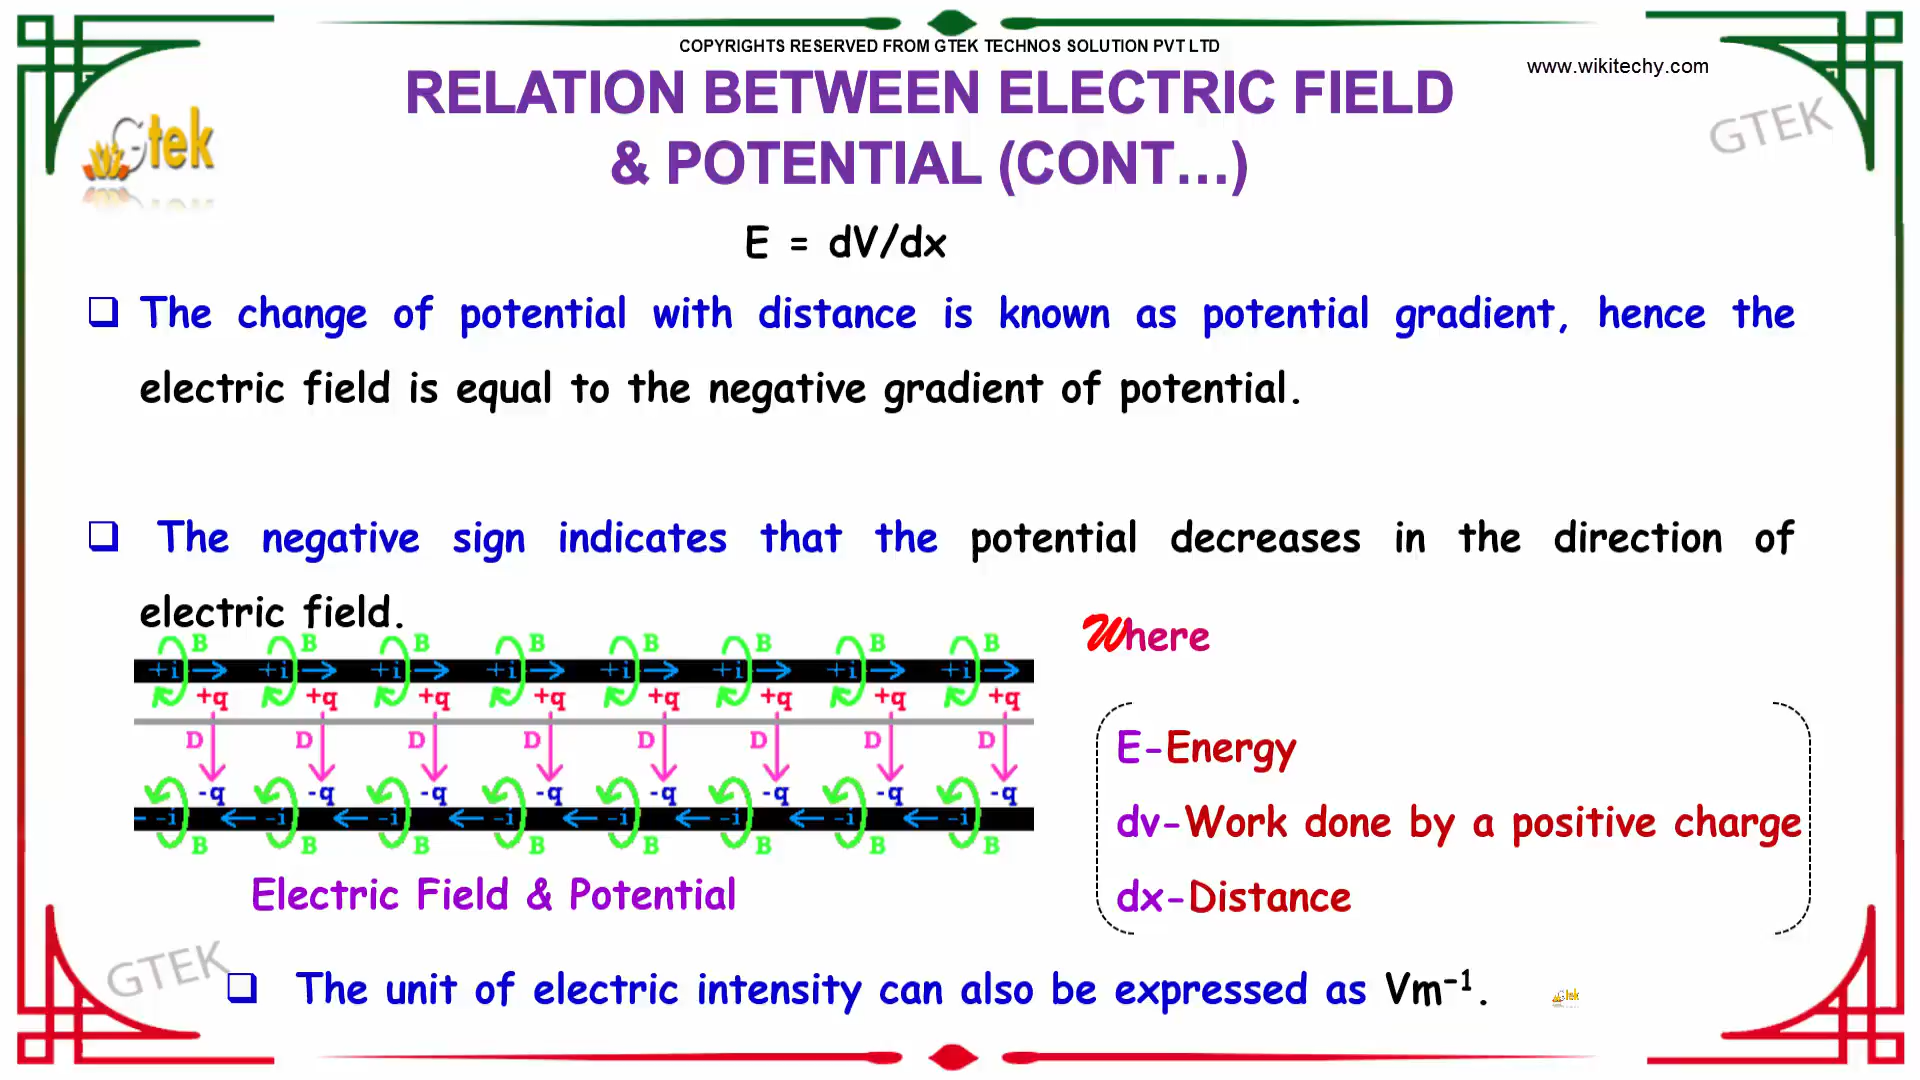 COPYRIGHTS RESERVED FROM GTEK TECHNOS SOLUTION PVT LTD
www.wikitechy.com
Gtek
GTEK
RELATION BETWEEN ELECTRIC FIELD
& POTENTIAL (CONT...)
E = dV/dx
❑ The change of potential with distance is known as potential gradient, hence the
electric field is equal to the negative gradient of potential.
❑ The negative sign indicates that the potential decreases in the direction of
electric field.
B B B B B B B B
+i +i +i +i +i +i +i +i
+q +q +q +q +q +q +q +q
D D D D D D D D
-q -q -q -q -q -q -q -q
-i -i -i -i -i -i -i -i
B B B B B B B B
Electric Field & Potential
Where
E-Energy
dv-Work done by a positive charge
dx-Distance
GTEK
❑ The unit of electric intensity can also be expressed as Vm⁻¹.
Gtek